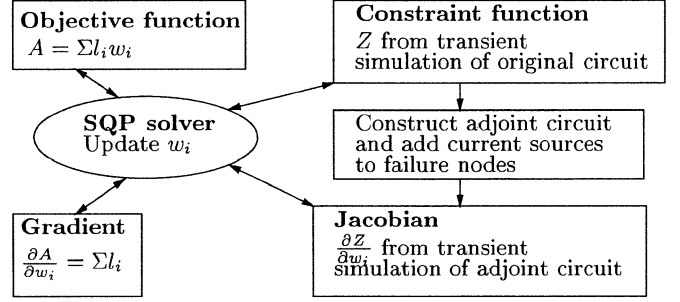 Objective function
A = Σl_i w_i
Constraint function
Z from transient
simulation of original circuit
SQP solver
Update w_i
Construct adjoint circuit
and add current sources
to failure nodes
Gradient
∂A/∂w_i = Σl_i
Jacobian
∂Z/∂w_i from transient
simulation of adjoint circuit